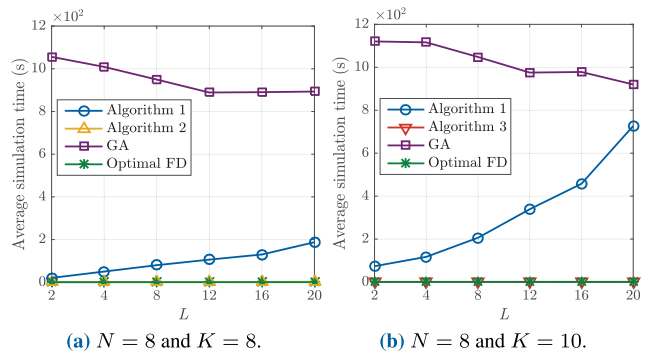 ×10²
12
10
8
6
4
2
0
Average simulation time (s)
Algorithm 1
Algorithm 2
GA
Optimal FD
2 4 8 12 16 20
L
(a) N = 8 and K = 8.
×10²
12
10
8
6
4
2
0
Average simulation time (s)
Algorithm 1
Algorithm 3
GA
Optimal FD
2 4 8 12 16 20
L
(b) N = 8 and K = 10.